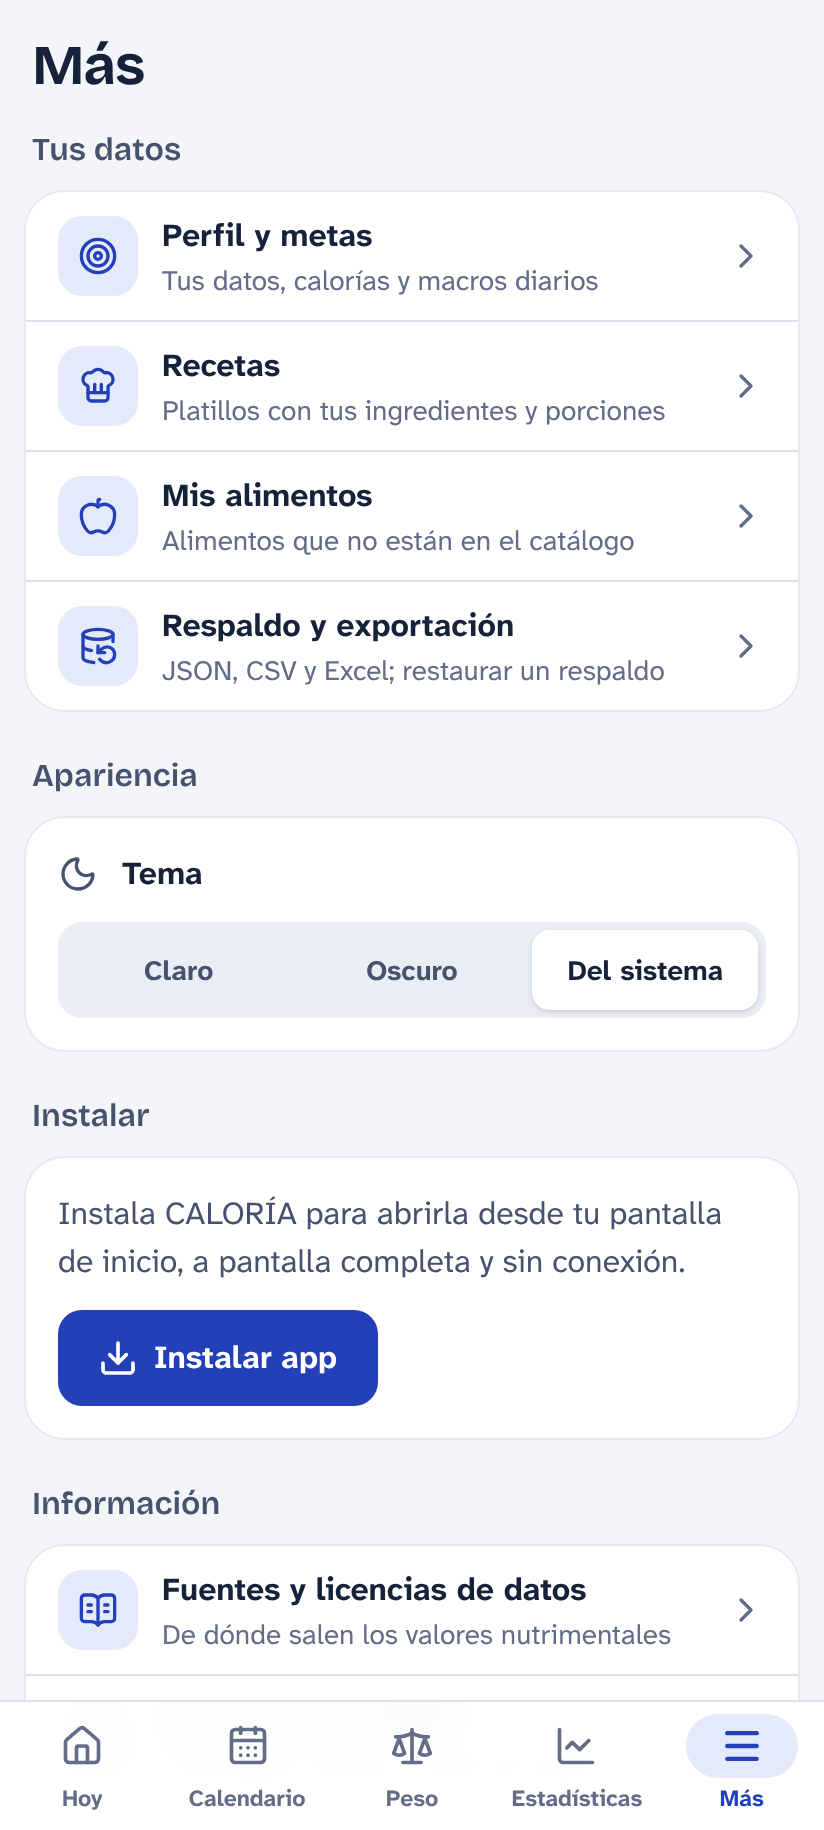 Más
Tus datos
Perfil y metas
Tus datos, calorías y macros diarios
Recetas
Platillos con tus ingredientes y porciones
Mis alimentos
Alimentos que no están en el catálogo
Respaldo y exportación
JSON, CSV y Excel; restaurar un respaldo
Apariencia
Tema
Claro
Oscuro
Del sistema
Instalar
Instala CALORÍA para abrirla desde tu pantalla
de inicio, a pantalla completa y sin conexión.
Instalar app
Información
Fuentes y licencias de datos
De dónde salen los valores nutrimentales
Hoy
Calendario
Peso
Estadísticas
Más